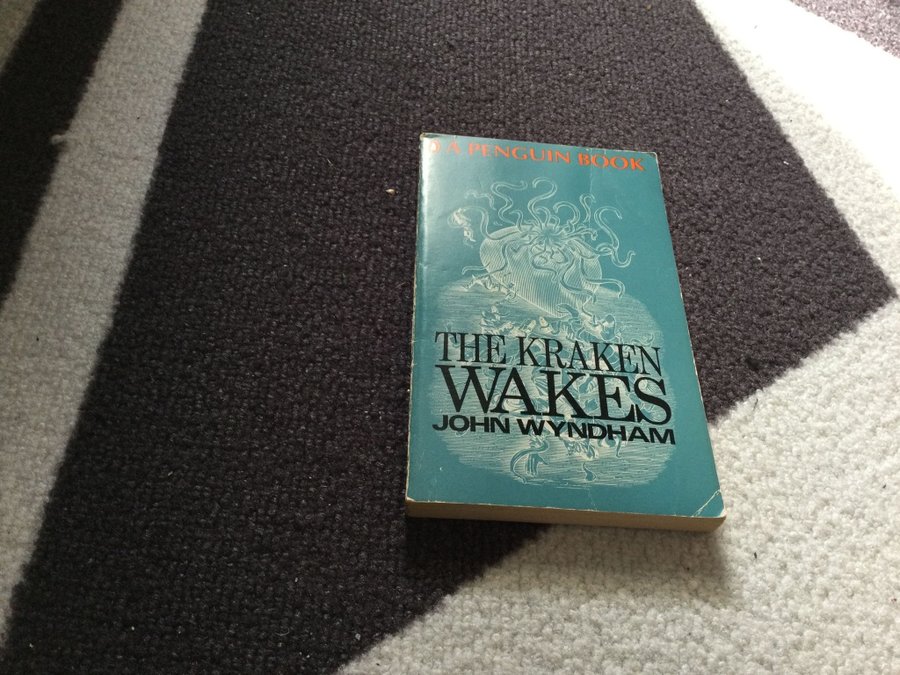 A PENGUIN BOOK
THE KRAKEN
WAKES
JOHN WYNDHAM